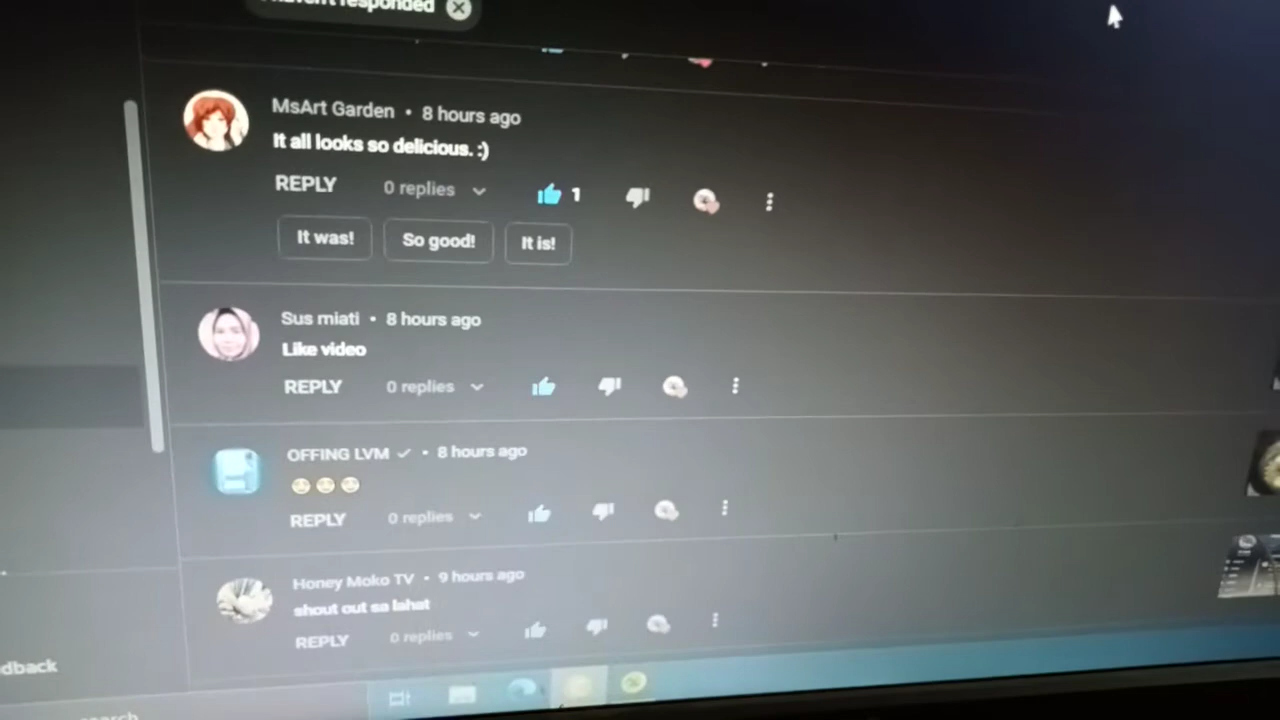 responded
MsArt Garden • 8 hours ago
It all looks so delicious. :)
REPLY 0 replies 1
It was! So good! It is!
Sus miati • 8 hours ago
Like video
REPLY 0 replies
OFFING LVM ✓ • 8 hours ago
🤩🤩🤩
REPLY 0 replies
Honey Moko TV • 9 hours ago
shout out sa lahat
REPLY 0 replies
dback